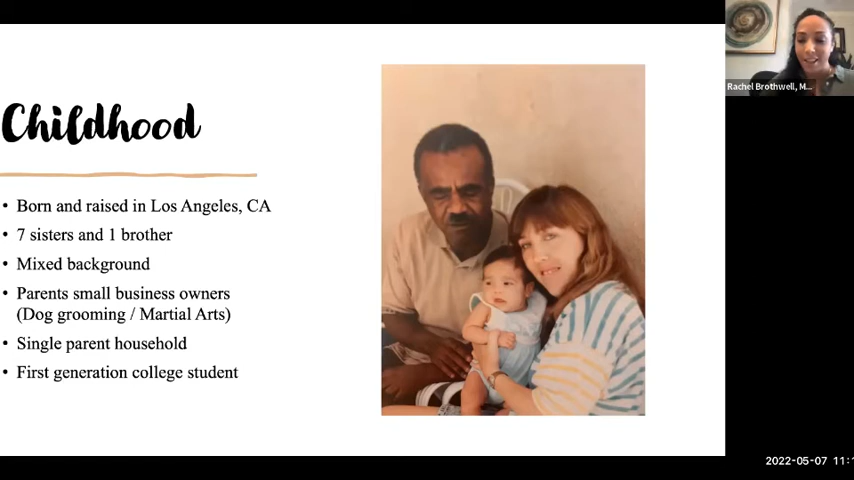 Childhood
• Born and raised in Los Angeles, CA
• 7 sisters and 1 brother
• Mixed background
• Parents small business owners
(Dog grooming / Martial Arts)
• Single parent household
• First generation college student
Rachel Brothwell, M...
2022-05-07 11:1